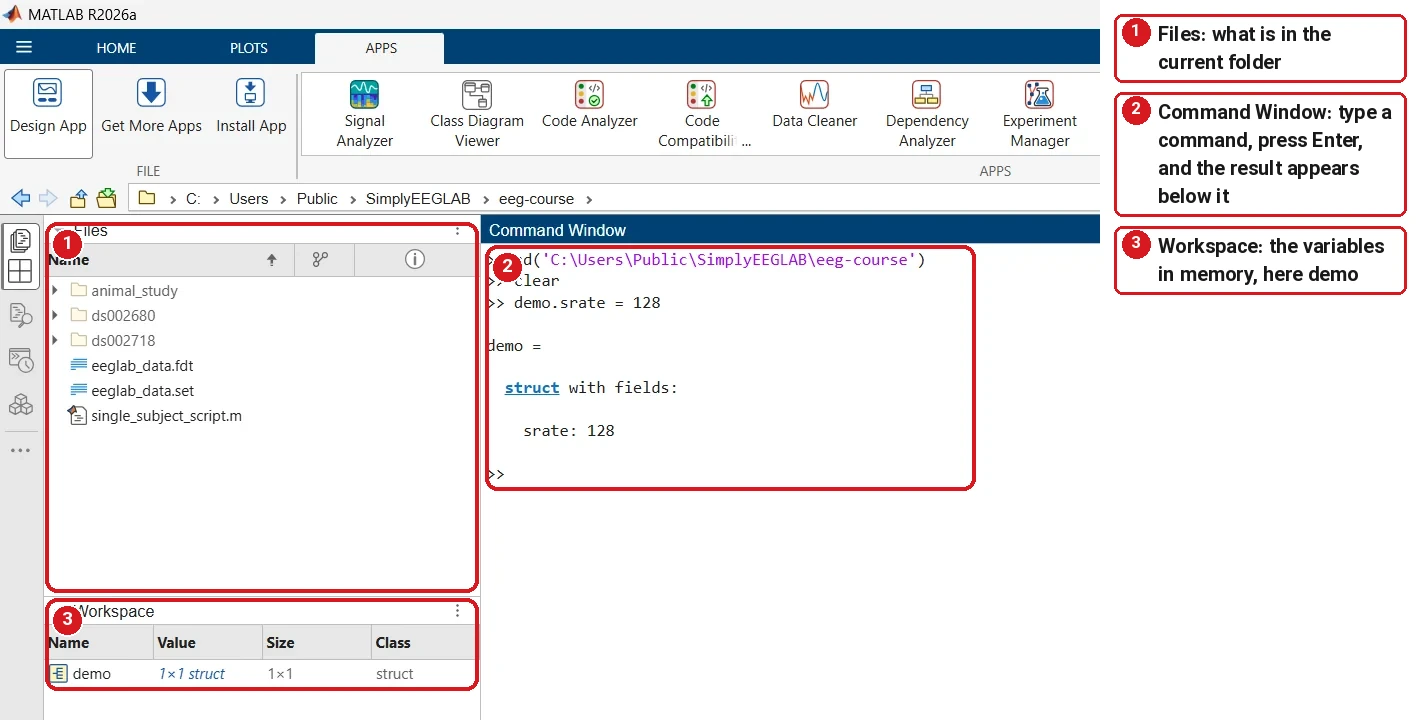 MATLAB R2026a
HOME PLOTS APPS
Design App
Get More Apps
Install App
Signal
Analyzer
Class Diagram
Viewer
Code Analyzer
Code
Compatibili ...
Data Cleaner
Dependency
Analyzer
Experiment
Manager
FILE
APPS
C: Users Public SimplyEEGLAB eeg-course
1
Files
Name
animal_study
ds002680
ds002718
eeglab_data.fdt
eeglab_data.set
single_subject_script.m
3
Workspace
Name Value Size Class
demo 1×1 struct 1×1 struct
Command Window
2
('C:\Users\Public\SimplyEEGLAB\eeg-course')
>> clear
>> demo.srate = 128
demo =
struct with fields:
srate: 128
>>
1 Files: what is in the
current folder
2 Command Window: type a
command, press Enter,
and the result appears
below it
3 Workspace: the variables
in memory, here demo